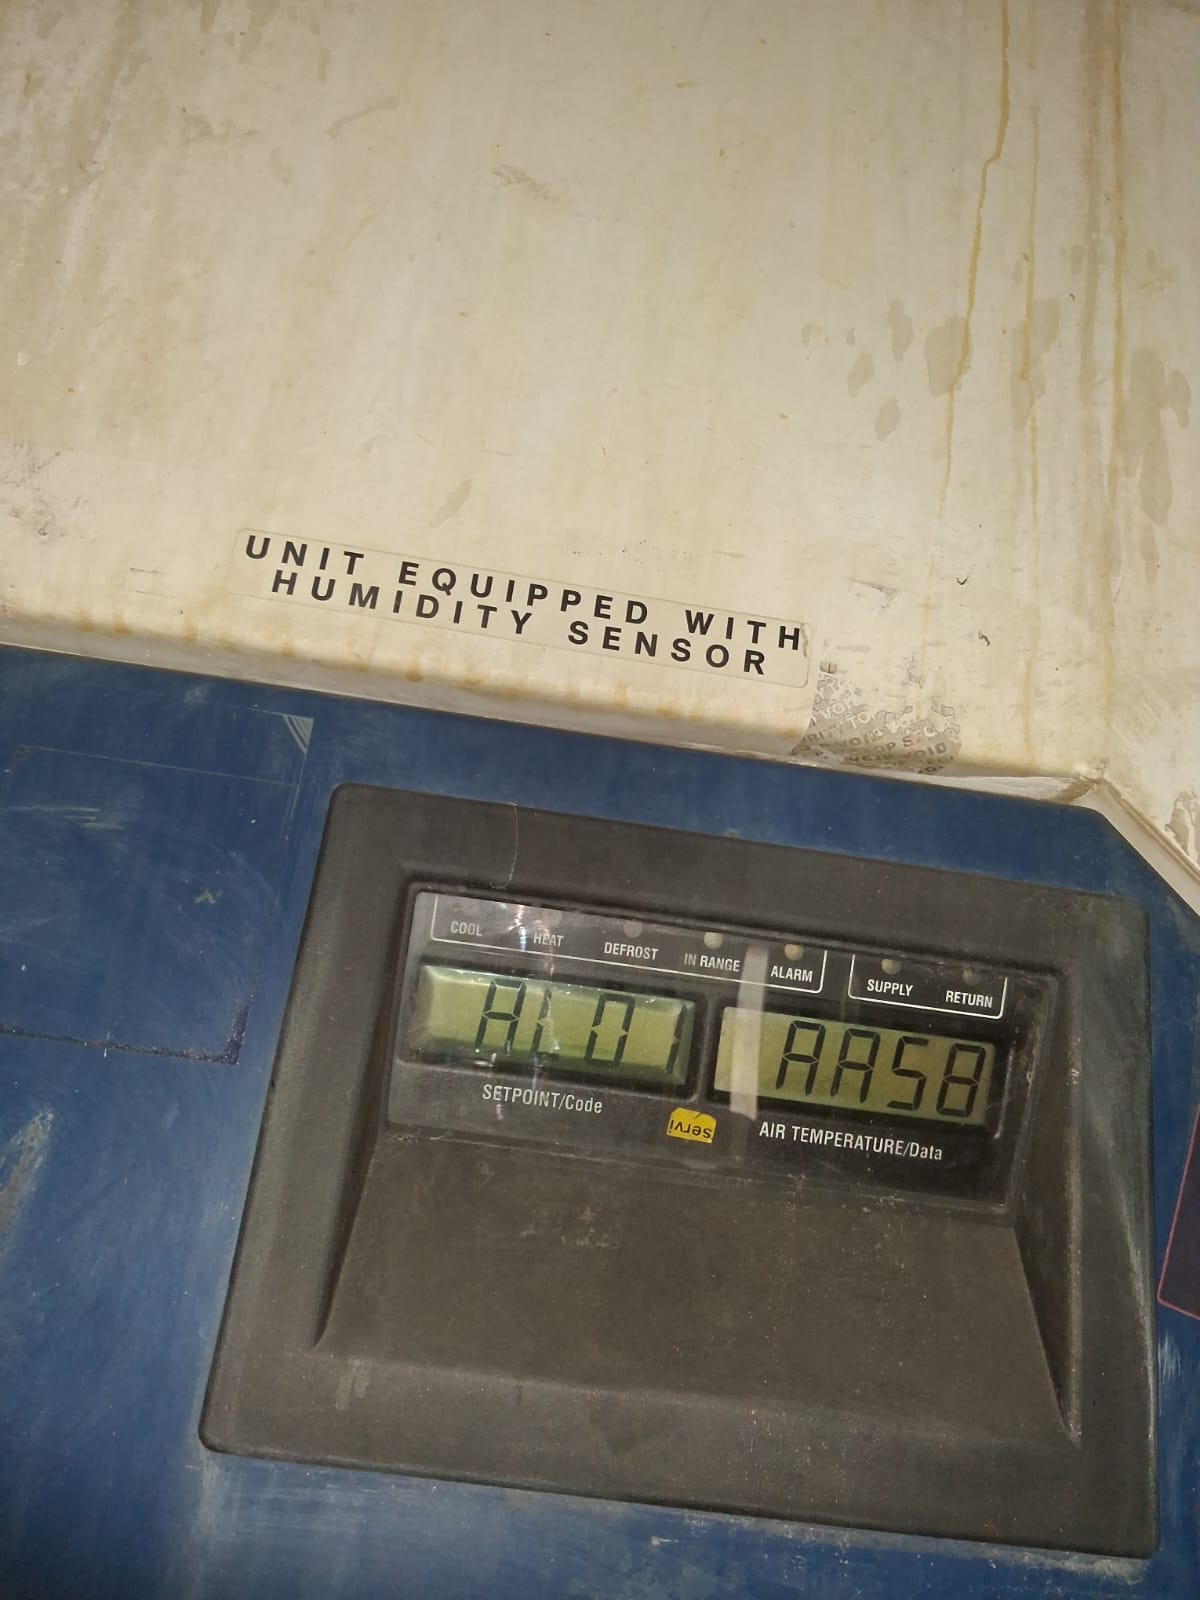 UNIT EQUIPPED WITH
HUMIDITY SENSOR
COOL HEAT DEFROST IN RANGE ALARM SUPPLY RETURN
AL01 AA58
SETPOINT/Code
servi
AIR TEMPERATURE/Data